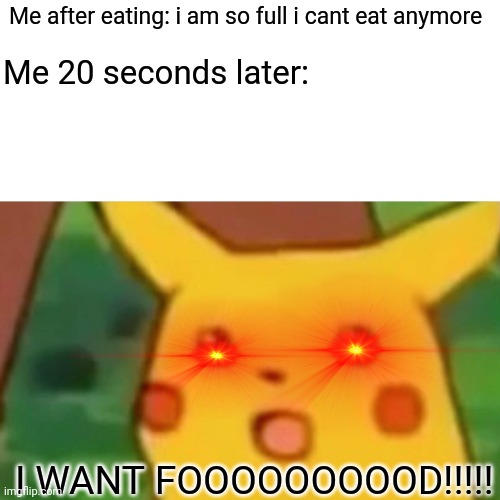 Me after eating: i am so full i cant eat anymore
Me 20 seconds later:
I WANT FOOOOOOOOOD!!!!!
imgflip.com